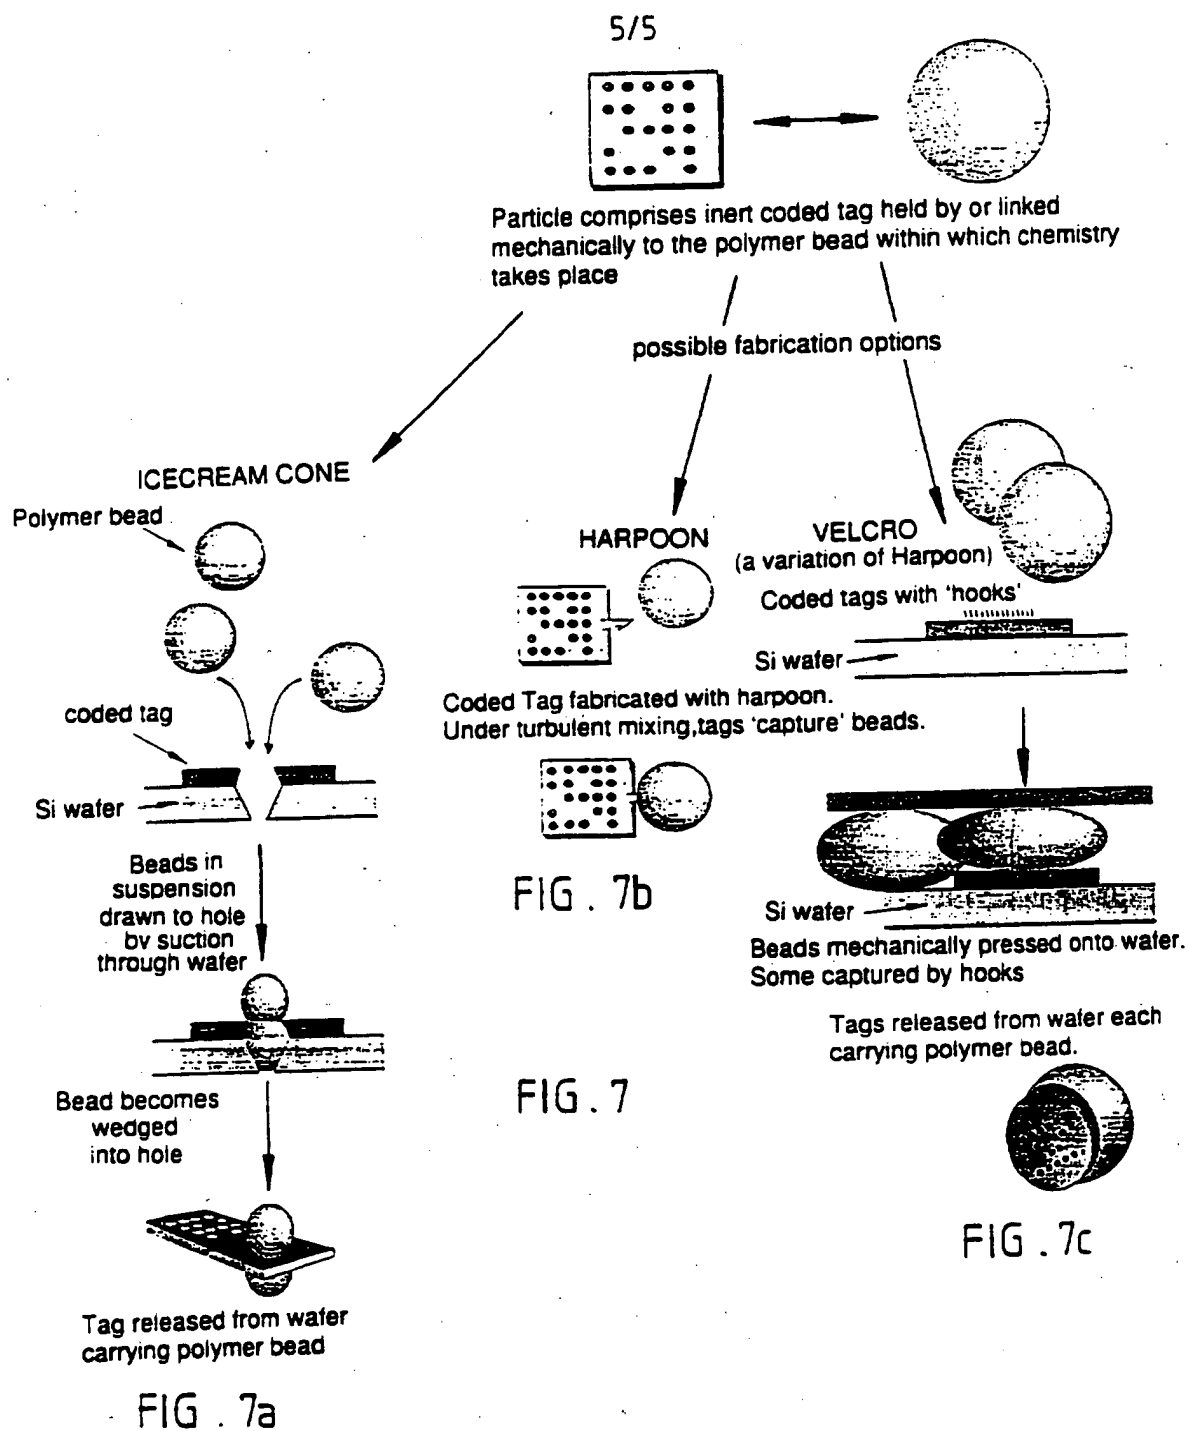 5/5
Particle comprises inert coded tag held by or linked
mechanically to the polymer bead within which chemistry
takes place
possible fabrication options
ICECREAM CONE
Polymer bead
coded tag
Si wafer
Beads in
suspension
drawn to hole
by suction
through wafer
Bead becomes
wedged
into hole
Tag released from wafer
carrying polymer bead
FIG . 7a
HARPOON
Coded Tag fabricated with harpoon.
Under turbulent mixing,tags 'capture' beads.
FIG . 7b
FIG . 7
VELCRO
(a variation of Harpoon)
Coded tags with 'hooks'
Si wafer
Si wafer
Beads mechanically pressed onto wafer.
Some captured by hooks
Tags released from wafer each
carrying polymer bead.
FIG . 7c